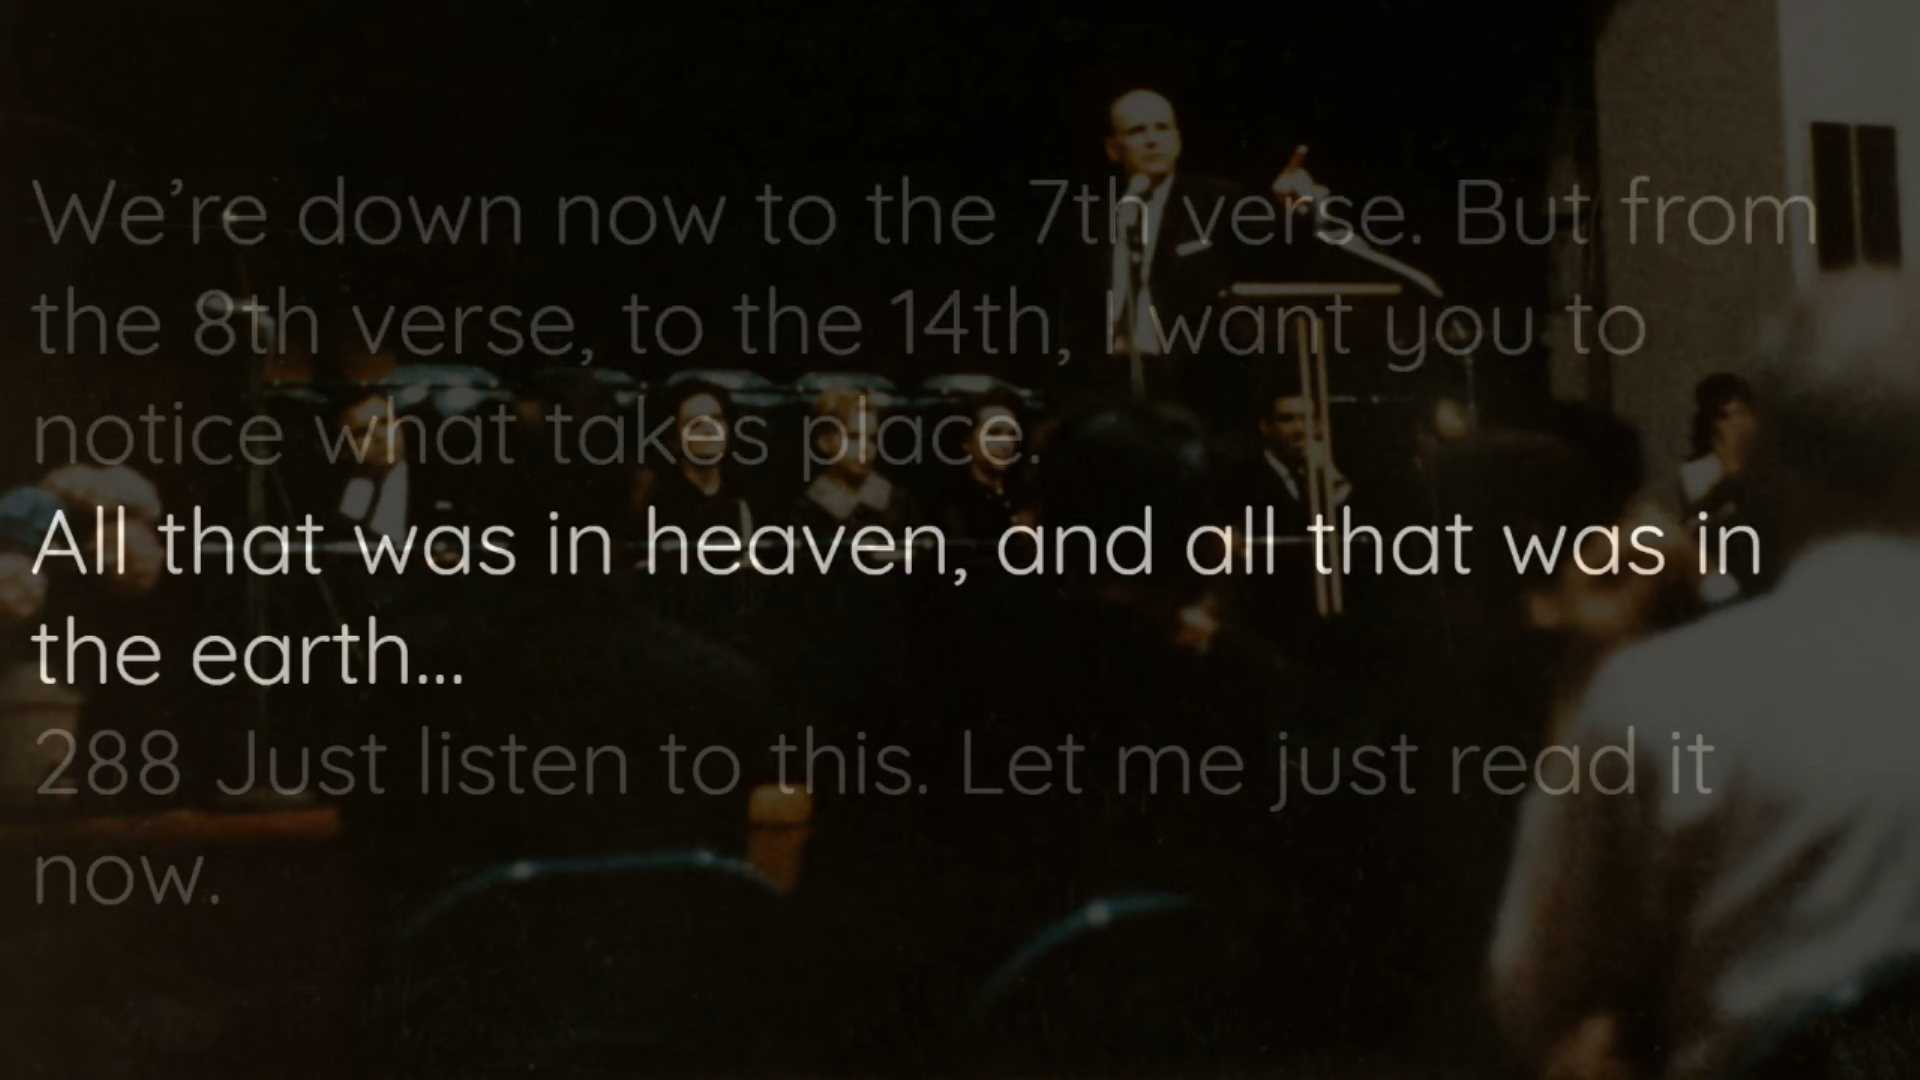 We’re down now to the 7th verse. But from
the 8th verse, to the 14th, I want you to
notice what takes place.
All that was in heaven, and all that was in
the earth...
288 Just listen to this. Let me just read it
now.